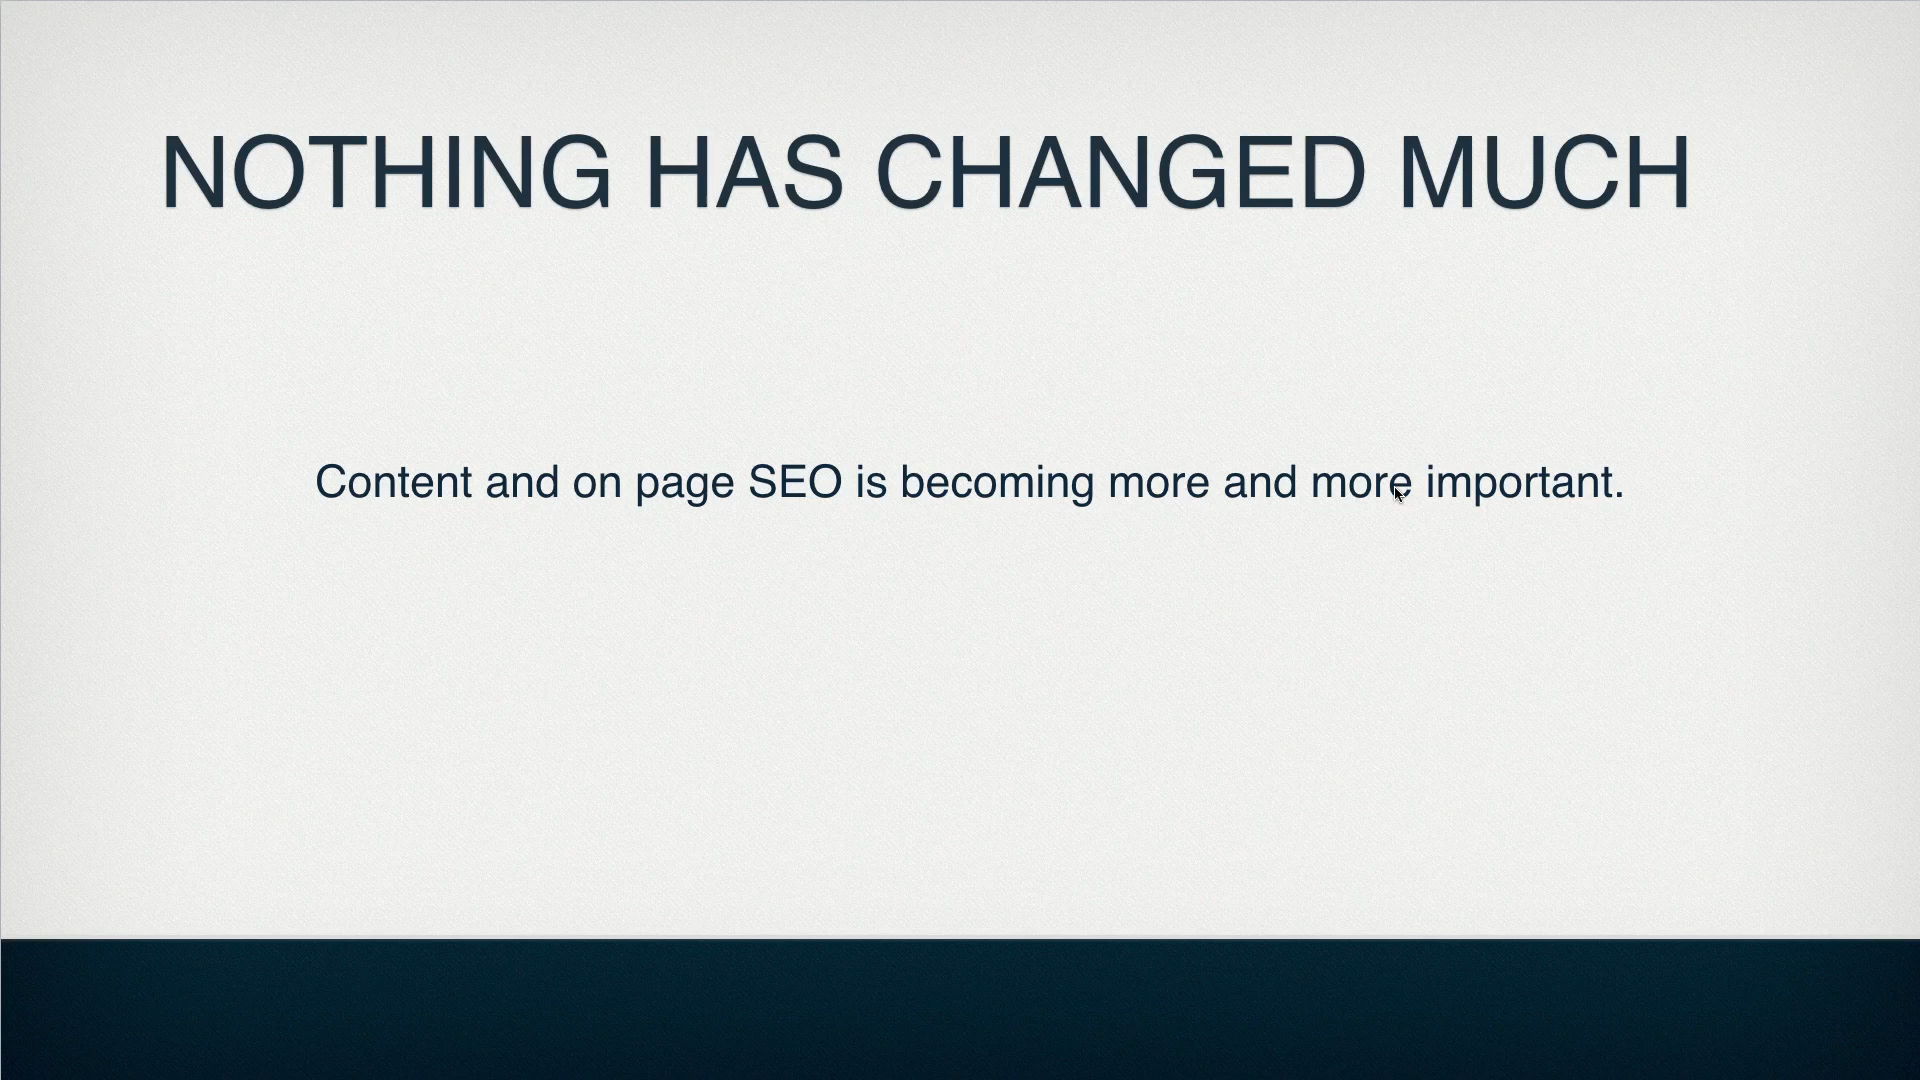 NOTHING HAS CHANGED MUCH
Content and on page SEO is becoming more and more important.